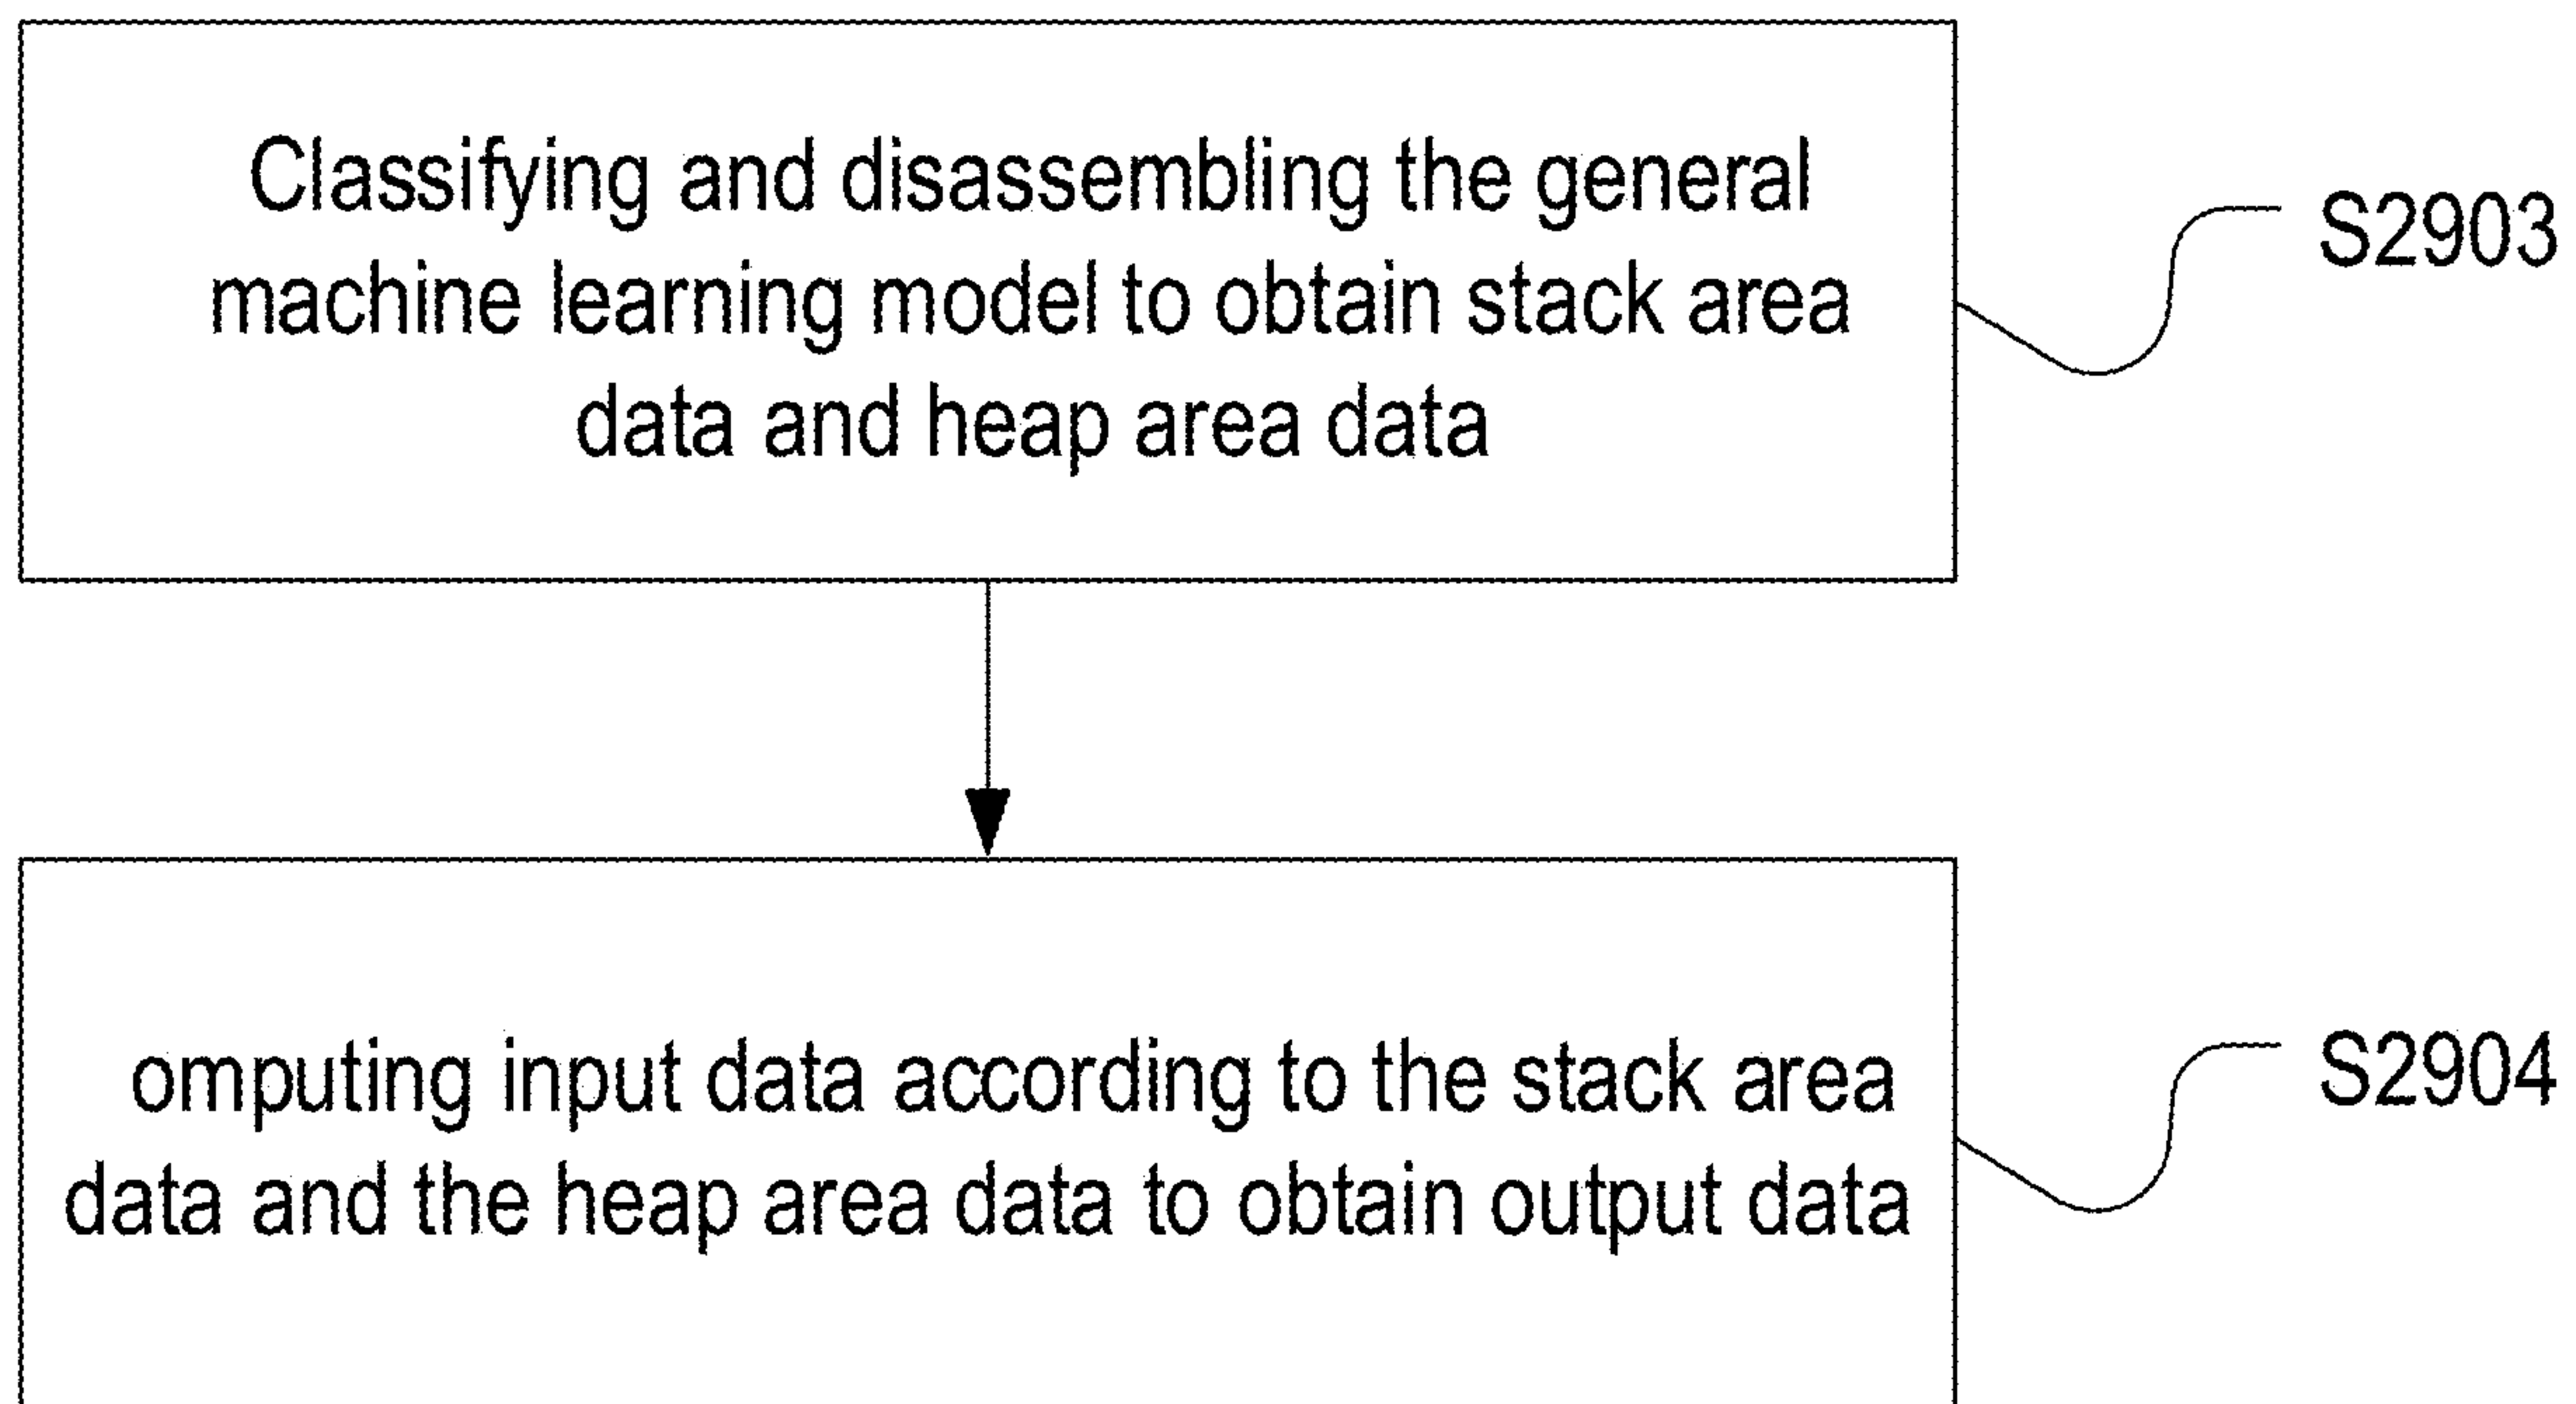 Classifying and disassembling the general
machine learning model to obtain stack area
data and heap area data
S2903
omputing input data according to the stack area
data and the heap area data to obtain output data
S2904